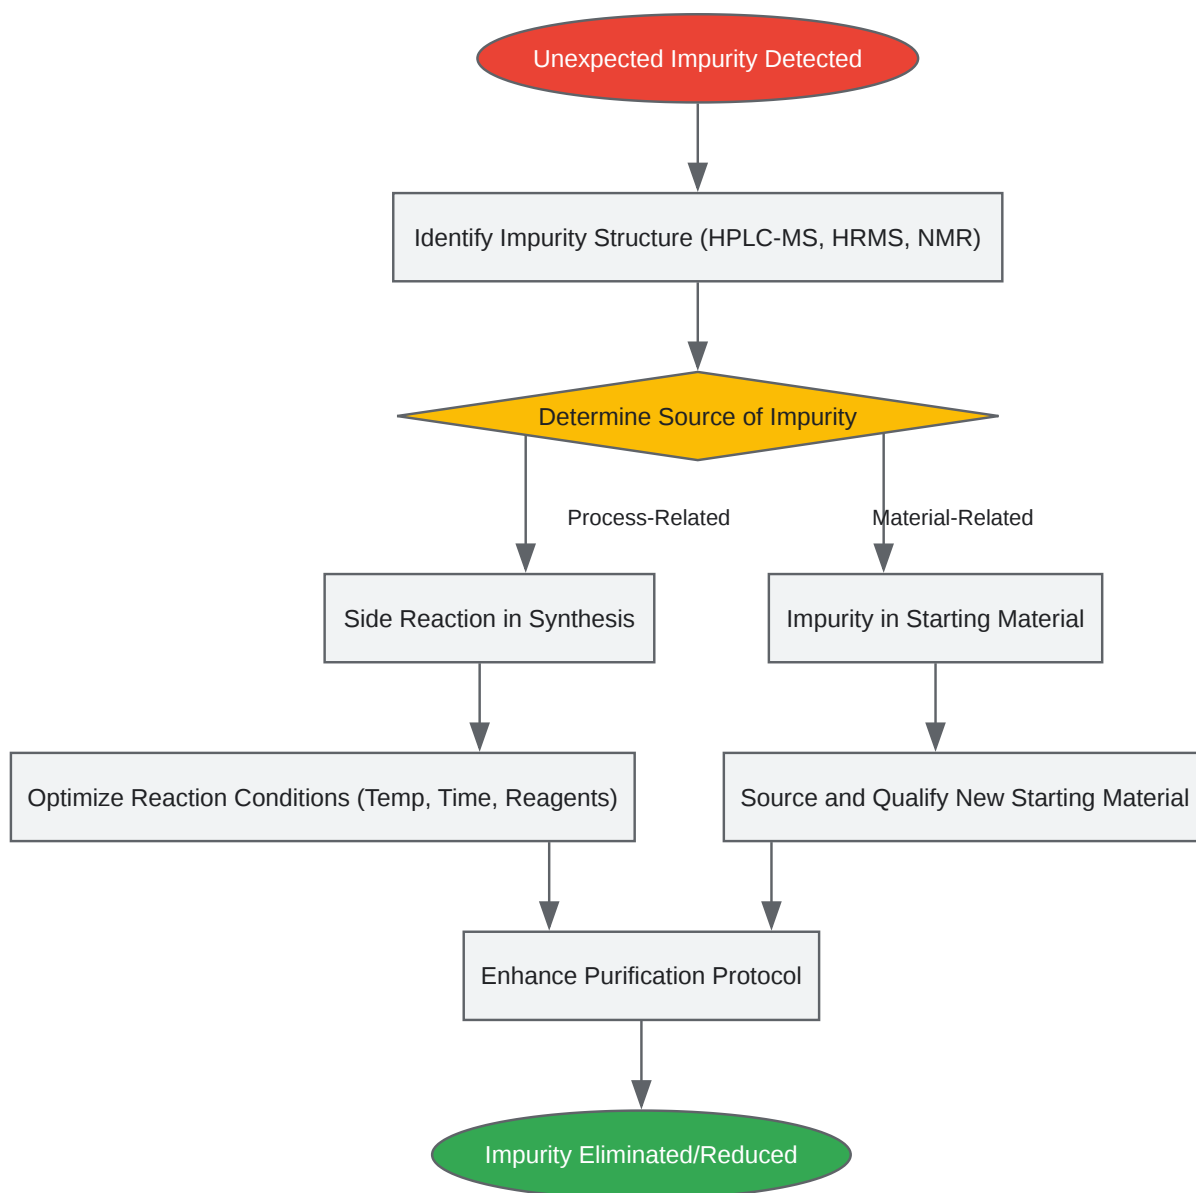 Unexpected Impurity Detected
Identify Impurity Structure (HPLC-MS, HRMS, NMR)
Determine Source of Impurity
Process-Related
Material-Related
Side Reaction in Synthesis
Impurity in Starting Material
Optimize Reaction Conditions (Temp, Time, Reagents)
Source and Qualify New Starting Material
Enhance Purification Protocol
Impurity Eliminated/Reduced